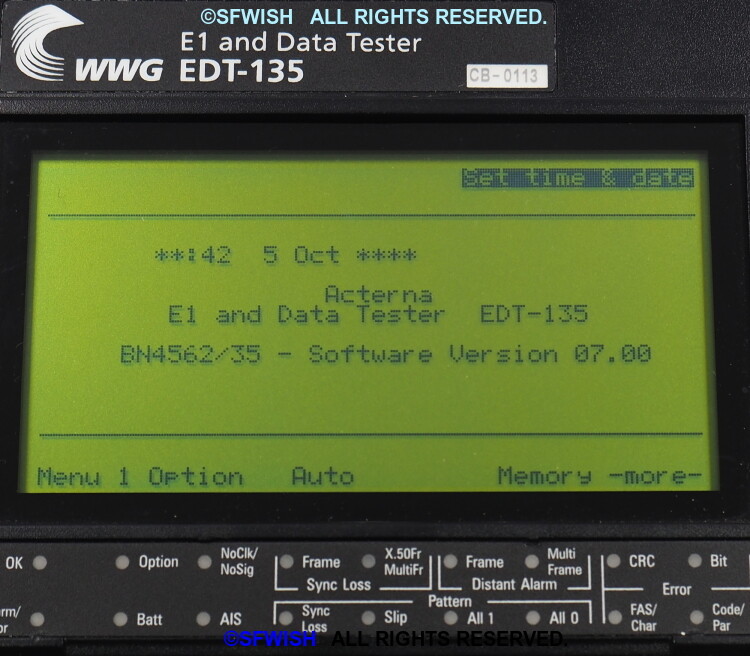 ©SFWISH ALL RIGHTS RESERVED.
E1 and Data Tester
WWG EDT-135
CB-0113
Set time & date
**:42 5 Oct ****
Acterna
E1 and Data Tester EDT-135
BN4562/35 - Software Version 07.00
Menu 1 Option Auto Memory -more-
OK Option NoClk/ NoSig Frame X.50Fr MultiFr Frame Multi Frame CRC Bit
Sync Loss Distant Alarm Error
Pattern
rm/ or Batt AIS Sync Loss Slip All 1 All 0 FAS/ Char Code/ Par
©SFWISH ALL RIGHTS RESERVED.